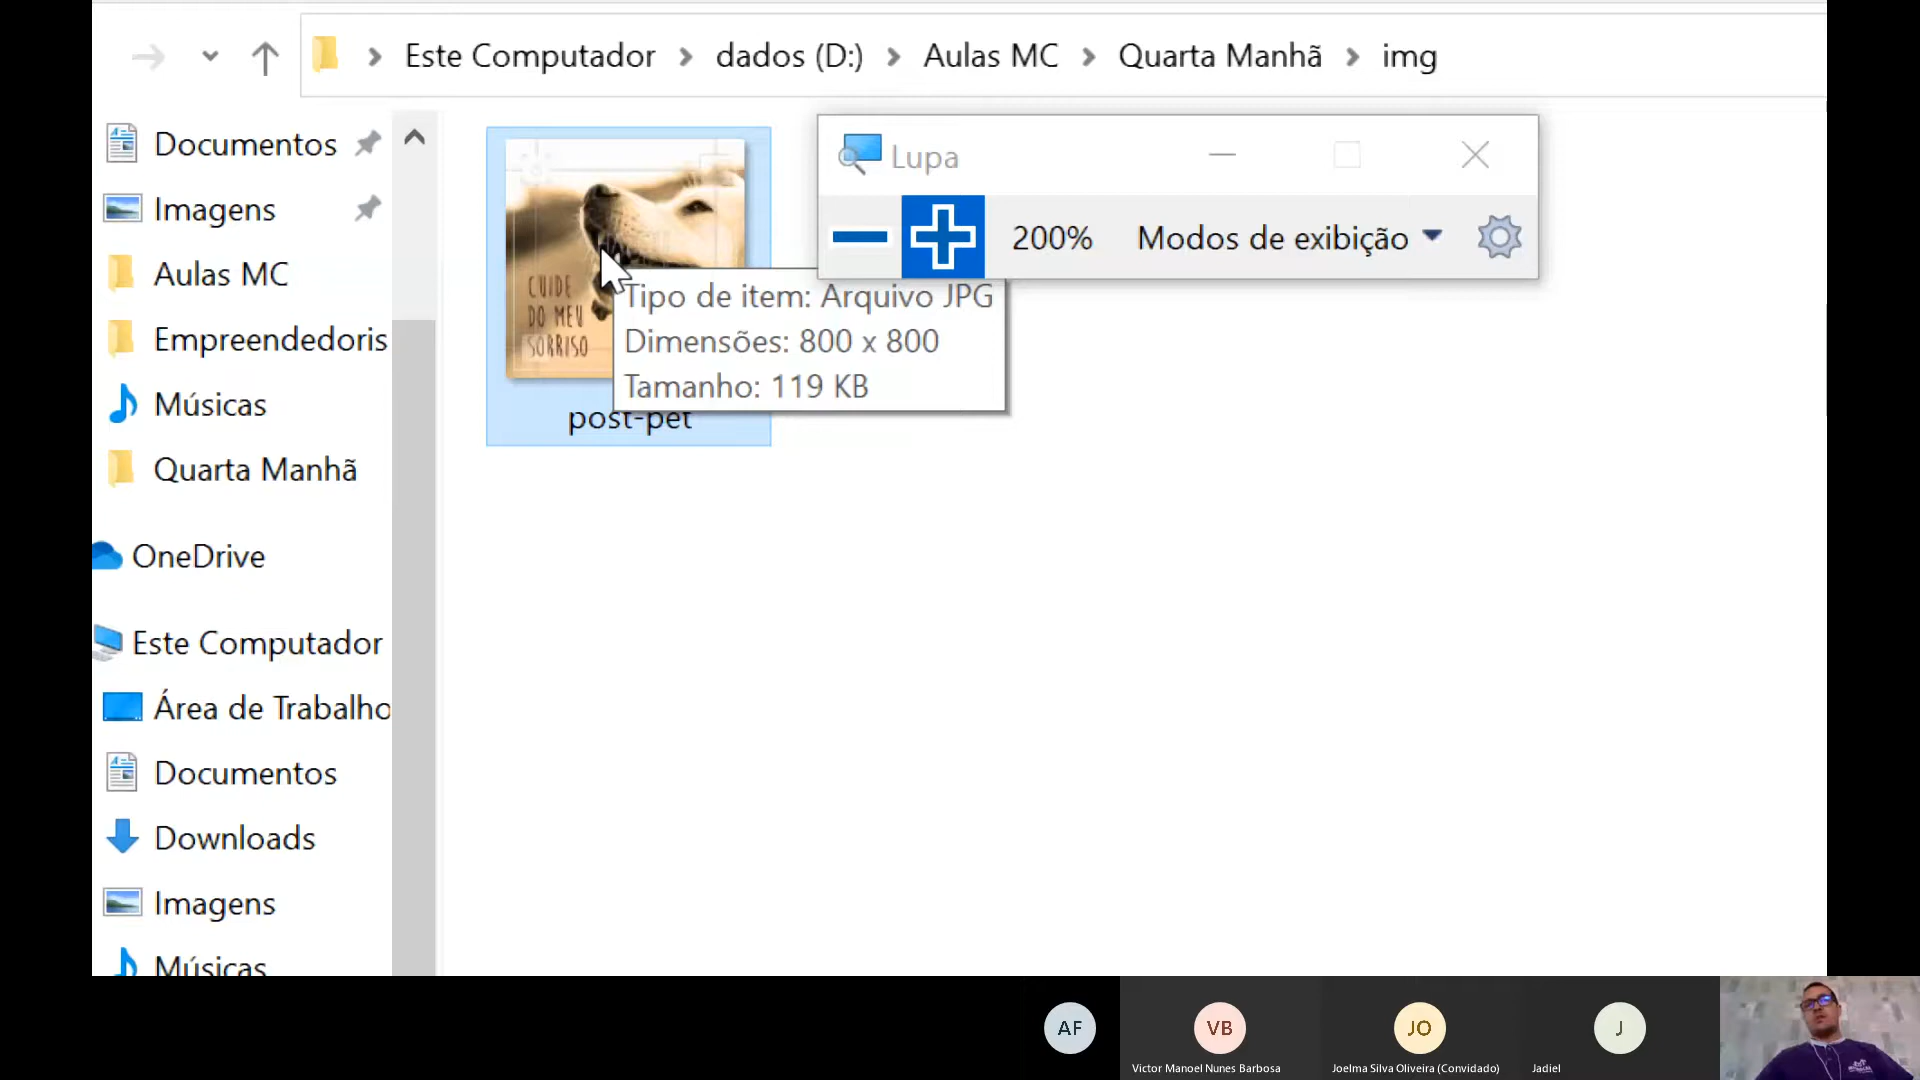 Este Computador > dados (D:) > Aulas MC > Quarta Manhã > img
Documentos
Imagens
Aulas MC
Empreendedoris
Músicas
Quarta Manhã
OneDrive
Este Computador
Área de Trabalho
Documentos
Downloads
Imagens
Músicas
CUIDE
DO MEU
SORRISO
post-pet
Tipo de item: Arquivo JPG
Dimensões: 800 x 800
Tamanho: 119 KB
Lupa
200%
Modos de exibição
AF
VB
Victor Manoel Nunes Barbosa
JO
Joelma Silva Oliveira (Convidado)
J
Jadiel